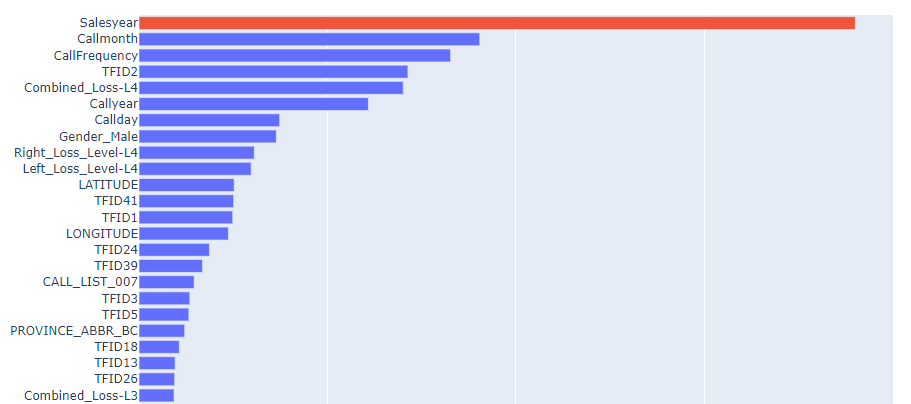 Salesyear
Callmonth
CallFrequency
TFID2
Combined_Loss-L4
Callyear
Callday
Gender_Male
Right_Loss_Level-L4
Left_Loss_Level-L4
LATITUDE
TFID41
TFID1
LONGITUDE
TFID24
TFID39
CALL_LIST_007
TFID3
TFID5
PROVINCE_ABBR_BC
TFID18
TFID13
TFID26
Combined_Loss-L3